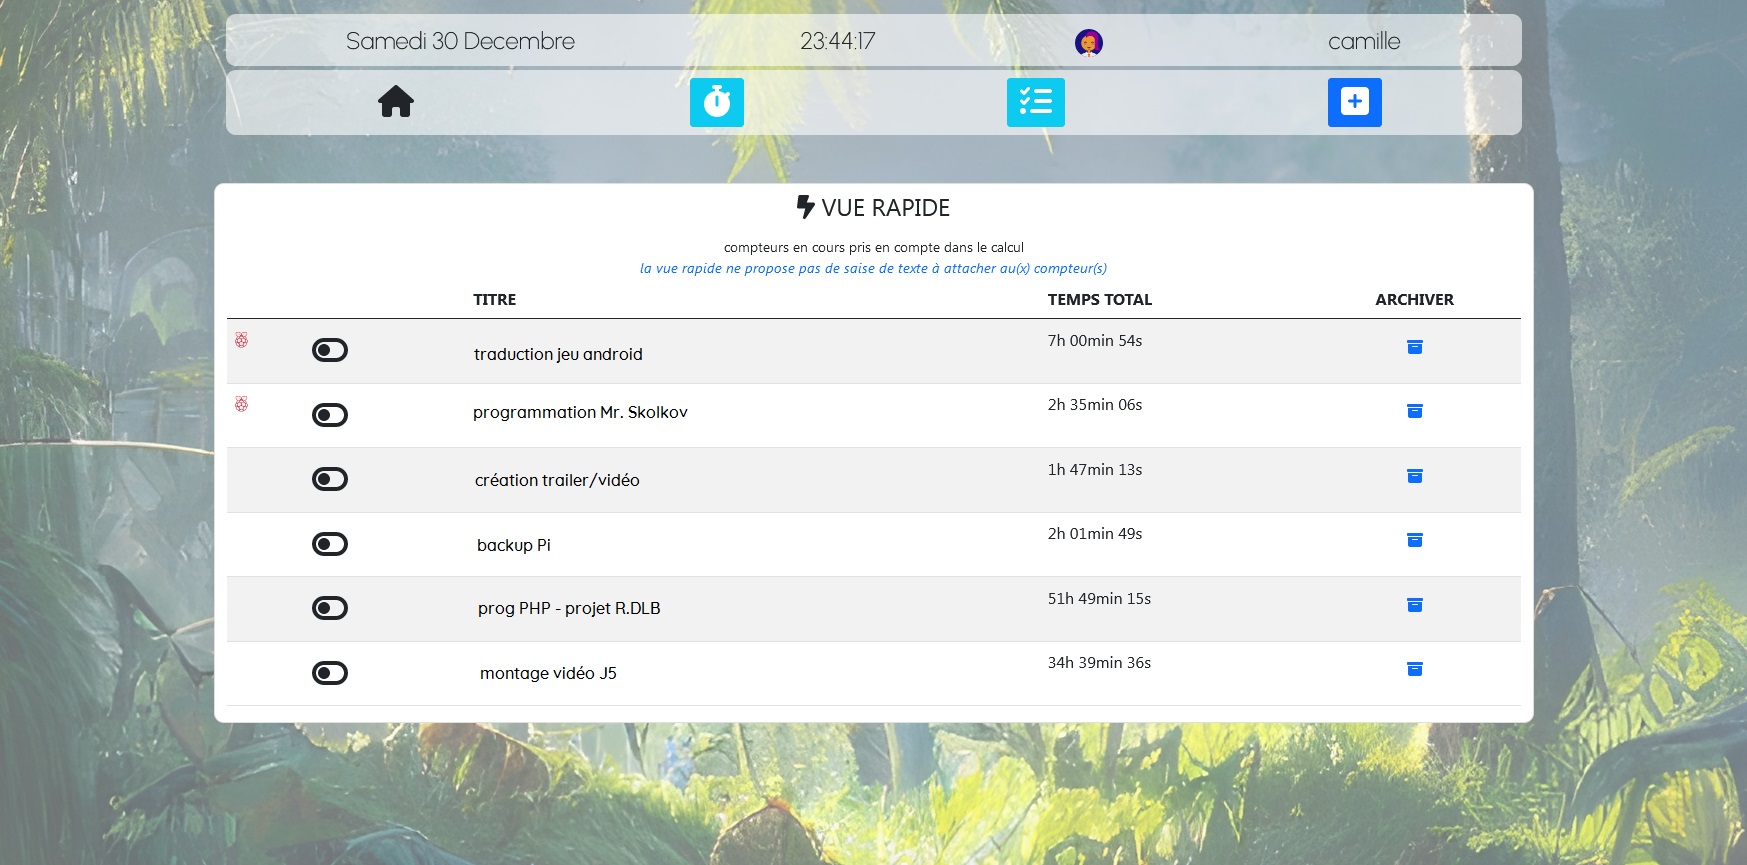 Samedi 30 Decembre 23:44:17 camille
VUE RAPIDE
compteurs en cours pris en compte dans le calcul
la vue rapide ne propose pas de saise de texte à attacher au(x) compteur(s)
TITRE TEMPS TOTAL ARCHIVER
traduction jeu android 7h 00min 54s
programmation Mr. Skolkov 2h 35min 06s
création trailer/vidéo 1h 47min 13s
backup Pi 2h 01min 49s
prog PHP - projet R.DLB 51h 49min 15s
montage vidéo J5 34h 39min 36s